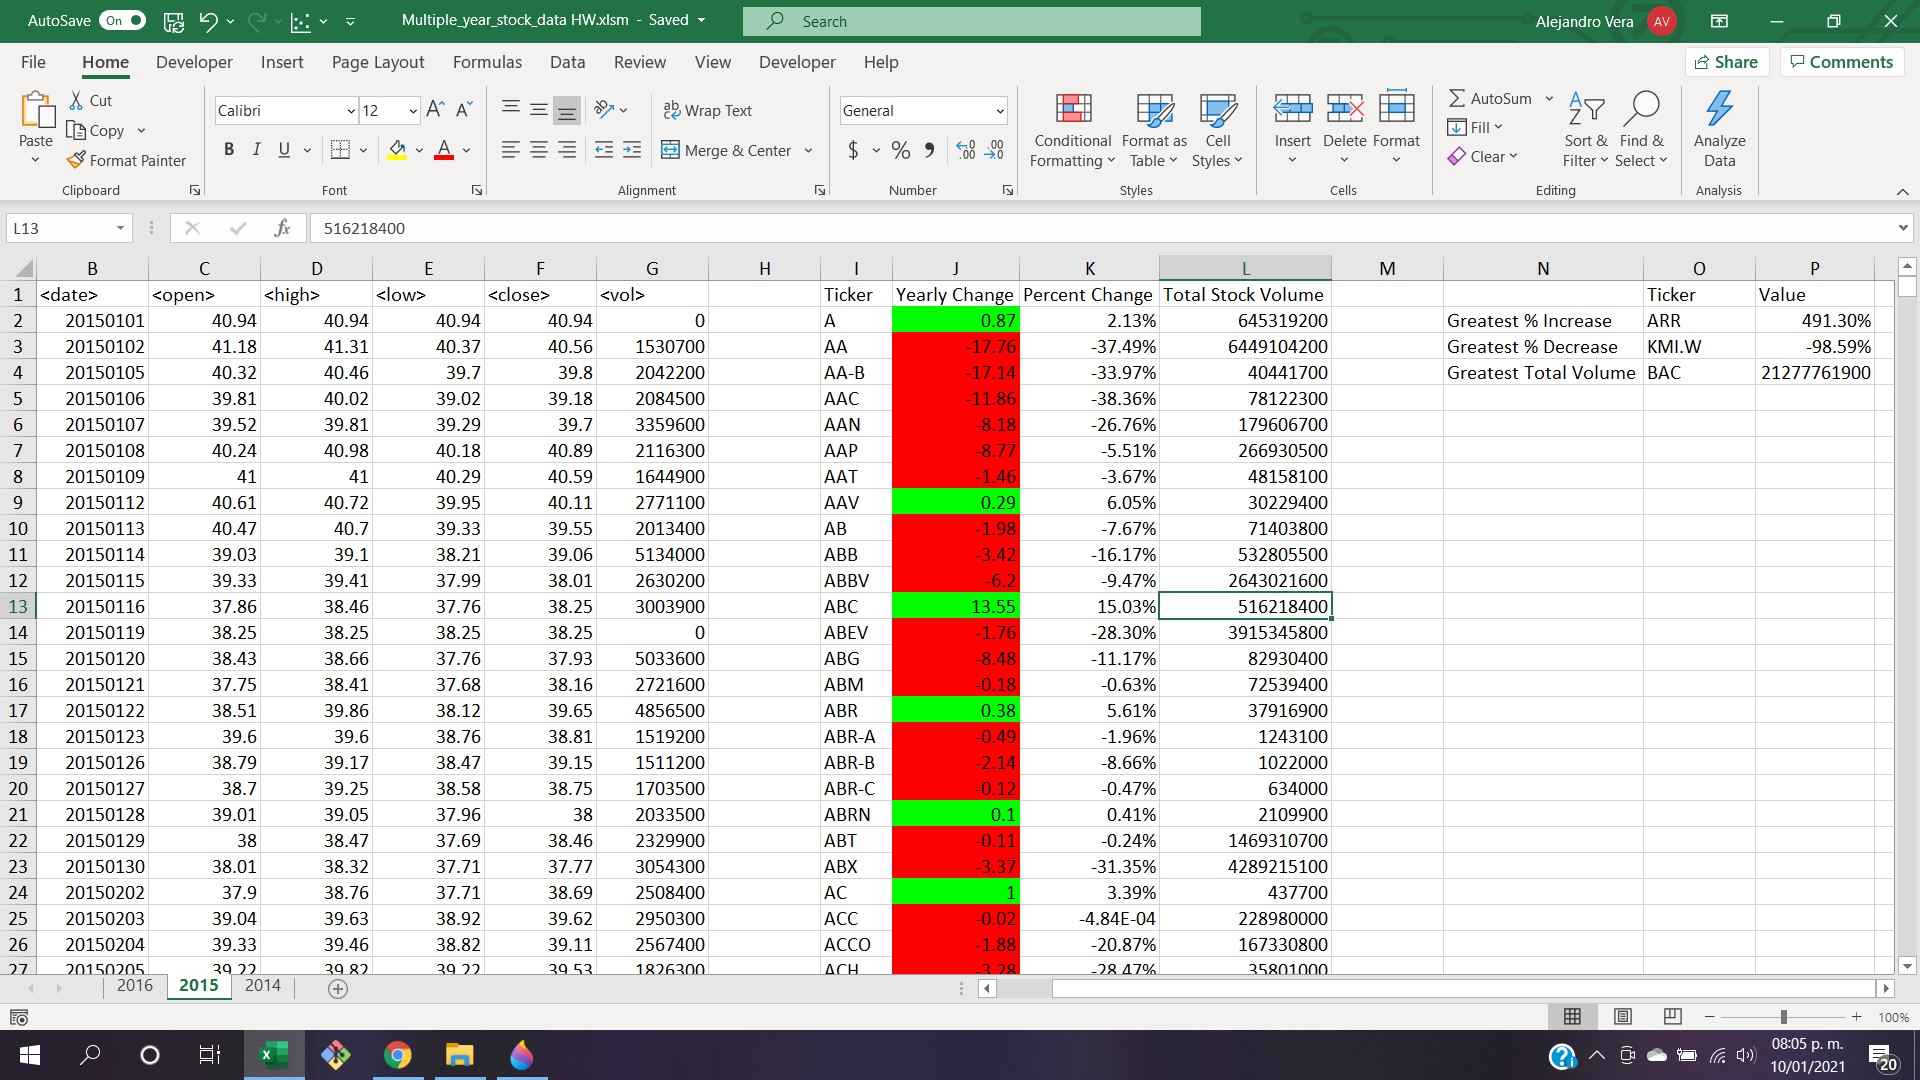 AutoSave On Multiple_year_stock_data HW.xlsm - Saved Search Alejandro Vera AV
File Home Developer Insert Page Layout Formulas Data Review View Developer Help Share Comments
Paste Cut Copy Format Painter Clipboard
Calibri 12 B I U A Font
ab Wrap Text Merge & Center Alignment
General $ % Number
Conditional Formatting Format as Table Cell Styles Styles
Insert Delete Format Cells
AutoSum Fill Clear Sort & Filter Find & Select Editing
Analyze Data Analysis
L13 fx 516218400
B C D E F G H I J K L M N O P
1 <date> <open> <high> <low> <close> <vol> Ticker Yearly Change Percent Change Total Stock Volume Ticker Value
2 20150101 40.94 40.94 40.94 40.94 0 A 0.87 2.13% 645319200 Greatest % Increase ARR 491.30%
3 20150102 41.18 41.31 40.37 40.56 1530700 AA -17.76 -37.49% 6449104200 Greatest % Decrease KMI.W -98.59%
4 20150105 40.32 40.46 39.7 39.8 2042200 AA-B -17.14 -33.97% 40441700 Greatest Total Volume BAC 21277761900
5 20150106 39.81 40.02 39.02 39.18 2084500 AAC -11.86 -38.36% 78122300
6 20150107 39.52 39.81 39.29 39.7 3359600 AAN -8.18 -26.76% 179606700
7 20150108 40.24 40.98 40.18 40.89 2116300 AAP -8.77 -5.51% 266930500
8 20150109 41 41 40.29 40.59 1644900 AAT -1.46 -3.67% 48158100
9 20150112 40.61 40.72 39.95 40.11 2771100 AAV 0.29 6.05% 30229400
10 20150113 40.47 40.7 39.33 39.55 2013400 AB -1.98 -7.67% 71403800
11 20150114 39.03 39.1 38.21 39.06 5134000 ABB -3.42 -16.17% 532805500
12 20150115 39.33 39.41 37.99 38.01 2630200 ABBV -6.2 -9.47% 2643021600
13 20150116 37.86 38.46 37.76 38.25 3003900 ABC 13.55 15.03% 516218400
14 20150119 38.25 38.25 38.25 38.25 0 ABEV -1.76 -28.30% 3915345800
15 20150120 38.43 38.66 37.76 37.93 5033600 ABG -8.48 -11.17% 82930400
16 20150121 37.75 38.41 37.68 38.16 2721600 ABM -0.18 -0.63% 72539400
17 20150122 38.51 39.86 38.12 39.65 4856500 ABR 0.38 5.61% 37916900
18 20150123 39.6 39.6 38.76 38.81 1519200 ABR-A -0.49 -1.96% 1243100
19 20150126 38.79 39.17 38.47 39.15 1511200 ABR-B -2.14 -8.66% 1022000
20 20150127 38.7 39.25 38.58 38.75 1703500 ABR-C -0.12 -0.47% 634000
21 20150128 39.01 39.05 37.96 38 2033500 ABRN 0.1 0.41% 2109900
22 20150129 38 38.47 37.69 38.46 2329900 ABT -0.11 -0.24% 1469310700
23 20150130 38.01 38.32 37.71 37.77 3054300 ABX -3.37 -31.35% 4289215100
24 20150202 37.9 38.76 37.71 38.69 2508400 AC 1 3.39% 437700
25 20150203 39.04 39.63 38.92 39.62 2950300 ACC -0.02 -4.84E-04 228980000
26 20150204 39.33 39.46 38.82 39.11 2567400 ACCO -1.88 -20.87% 167330800
27 20150205 39.22 39.82 39.22 39.53 1826300 ACH -3.28 -28.47% 35801000
2016 2015 2014
100%
08:05 p. m.
10/01/2021
20